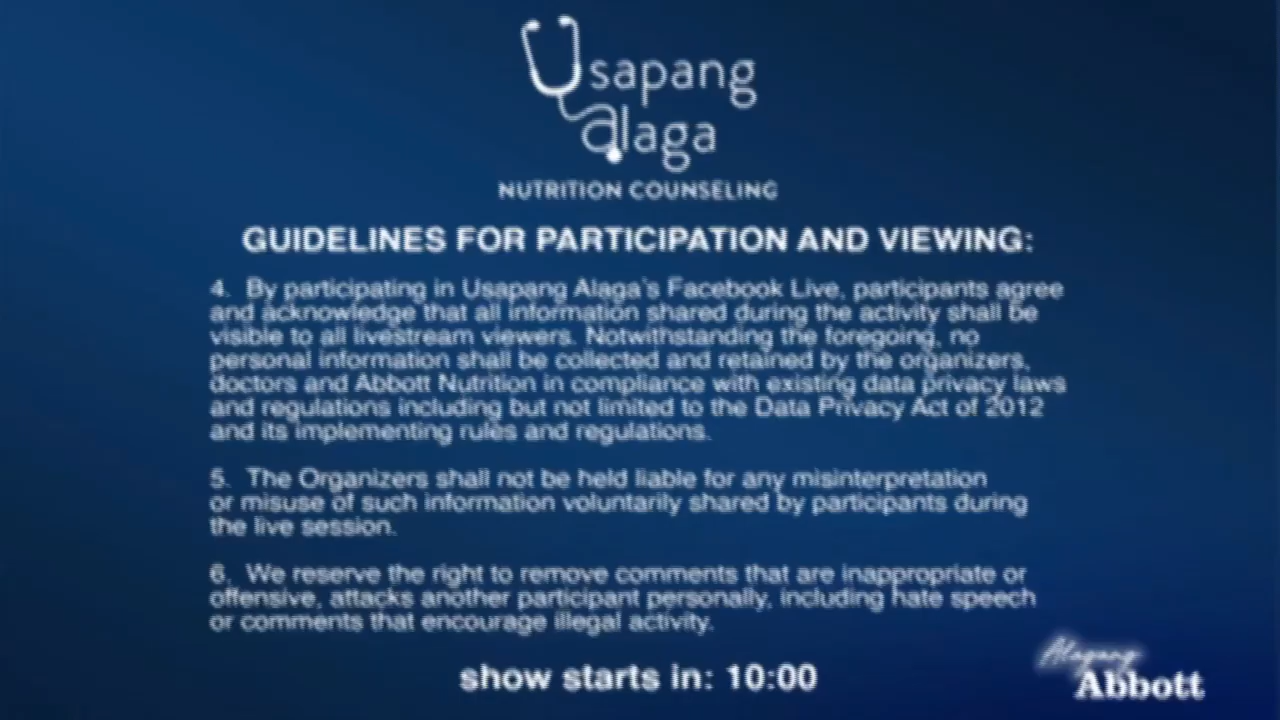 Usapang
Alaga
NUTRITION COUNSELING
GUIDELINES FOR PARTICIPATION AND VIEWING:
4. By participating in Usapang Alaga's Facebook Live, participants agree
and acknowledge that all information shared during the activity shall be
visible to all livestream viewers. Notwithstanding the foregoing, no
personal information shall be collected and retained by the organizers,
doctors and Abbott Nutrition in compliance with existing data privacy laws
and regulations including but not limited to the Data Privacy Act of 2012
and its implementing rules and regulations.
5. The Organizers shall not be held liable for any misinterpretation
or misuse of such information voluntarily shared by participants during
the live session.
6. We reserve the right to remove comments that are inappropriate or
offensive, attacks another participant personally, including hate speech
or comments that encourage illegal activity.
show starts in: 10:00
Alagang
Abbott